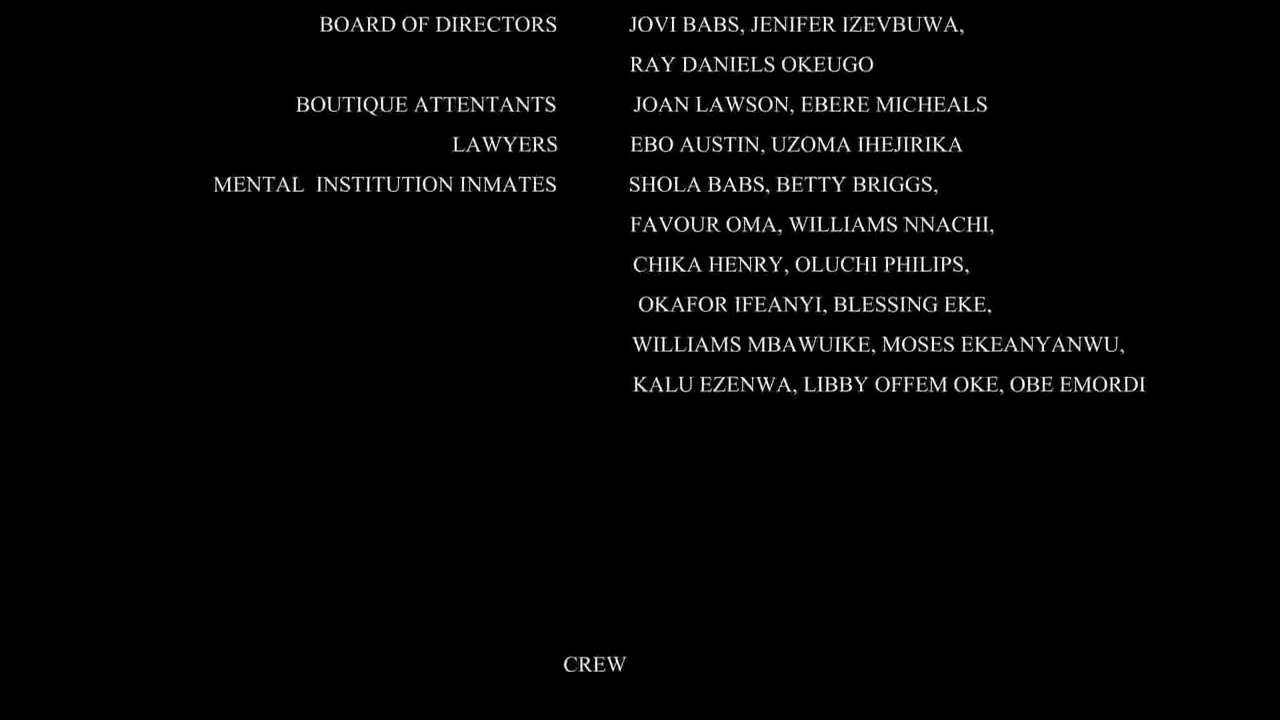 BOARD OF DIRECTORS JOVI BABS, JENIFER IZEVBUWA,
RAY DANIELS OKEUGO
BOUTIQUE ATTENTANTS JOAN LAWSON, EBERE MICHEALS
LAWYERS EBO AUSTIN, UZOMA IHEJIRIKA
MENTAL INSTITUTION INMATES SHOLA BABS, BETTY BRIGGS,
FAVOUR OMA, WILLIAMS NNACHI,
CHIKA HENRY, OLUCHI PHILIPS,
OKAFOR IFEANYI, BLESSING EKE,
WILLIAMS MBAWUIKE, MOSES EKEANYANWU,
KALU EZENWA, LIBBY OFFEM OKE, OBE EMORDI
CREW